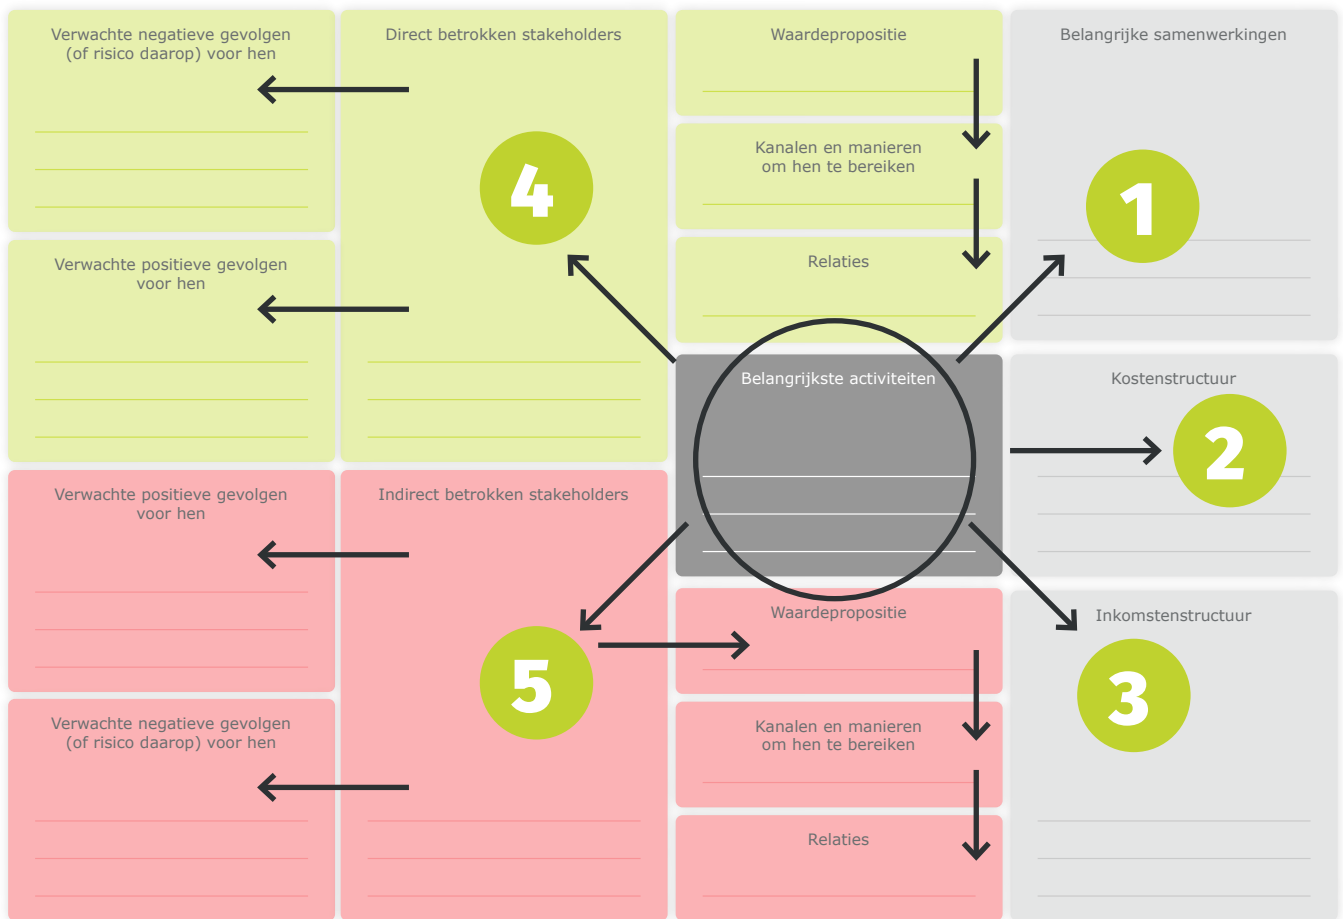 Verwachte negatieve gevolgen
(of risico daarop) voor hen
Direct betrokken stakeholders
Waardepropositie
Belangrijke samenwerkingen
Kanalen en manieren
om hen te bereiken
4
1
Verwachte positieve gevolgen
voor hen
Relaties
Belangrijkste activiteiten
Kostenstructuur
2
Verwachte positieve gevolgen
voor hen
Indirect betrokken stakeholders
Waardepropositie
Inkomstenstructuur
5
3
Verwachte negatieve gevolgen
(of risico daarop) voor hen
Kanalen en manieren
om hen te bereiken
Relaties